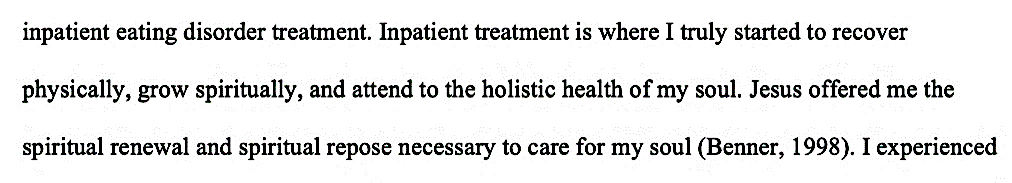 inpatient eating disorder treatment. Inpatient treatment is where I truly started to recover
physically, grow spiritually, and attend to the holistic health of my soul. Jesus offered me the
spiritual renewal and spiritual repose necessary to care for my soul (Benner, 1998). I experienced